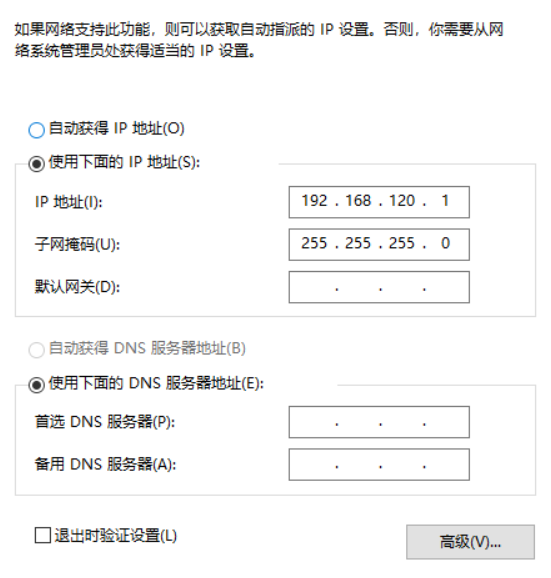 如果网络支持此功能，则可以获取自动指派的 IP 设置。否则，你需要从网
络系统管理员处获得适当的 IP 设置。
自动获得 IP 地址(O)
使用下面的 IP 地址(S):
IP 地址(I): 192 . 168 . 120 . 1
子网掩码(U): 255 . 255 . 255 . 0
默认网关(D): . . .
自动获得 DNS 服务器地址(B)
使用下面的 DNS 服务器地址(E):
首选 DNS 服务器(P): . . .
备用 DNS 服务器(A): . . .
退出时验证设置(L) 高级(V)...